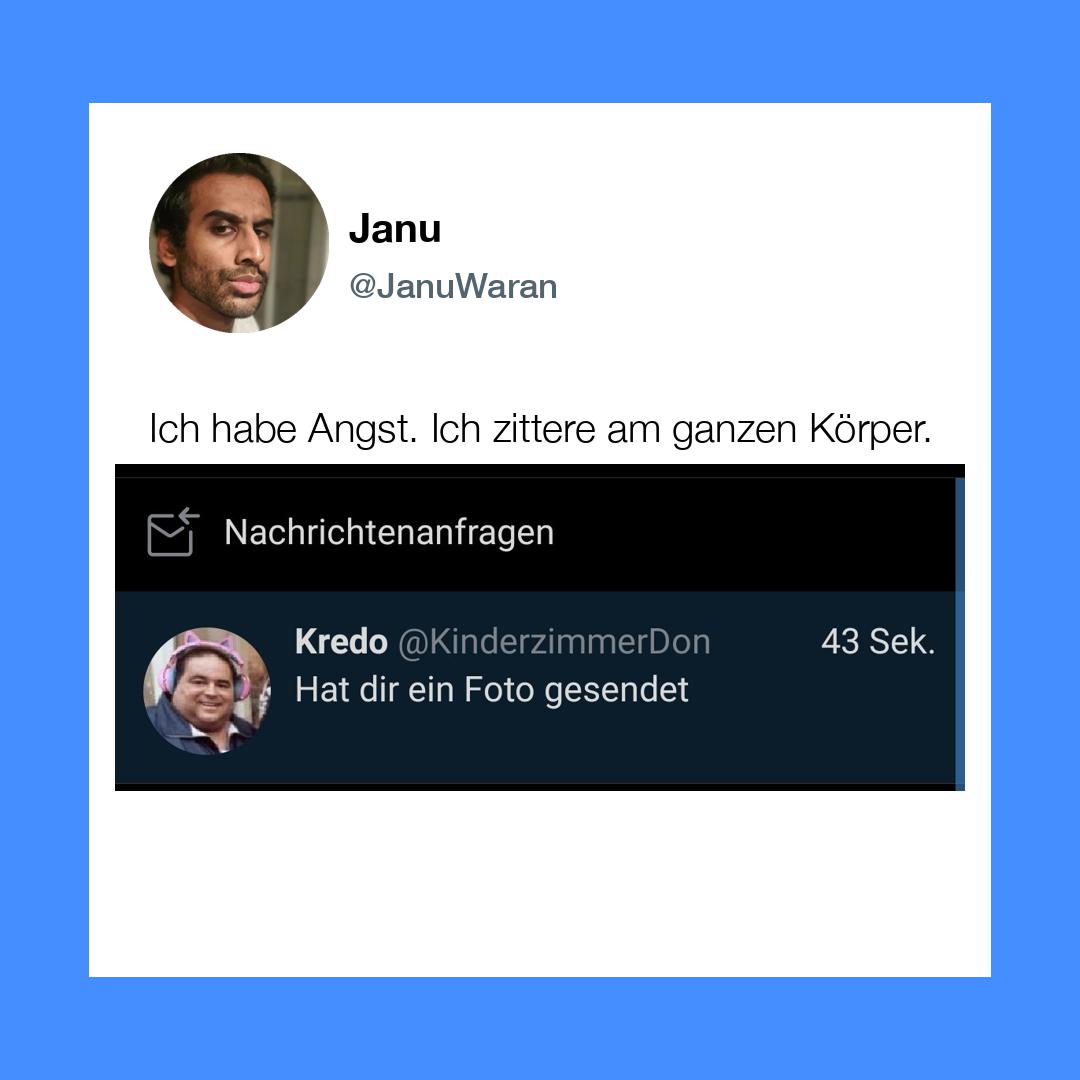 Janu
@JanuWaran
Ich habe Angst. Ich zittere am ganzen Körper.
Nachrichtenanfragen
Kredo @KinderzimmerDon 43 Sek.
Hat dir ein Foto gesendet